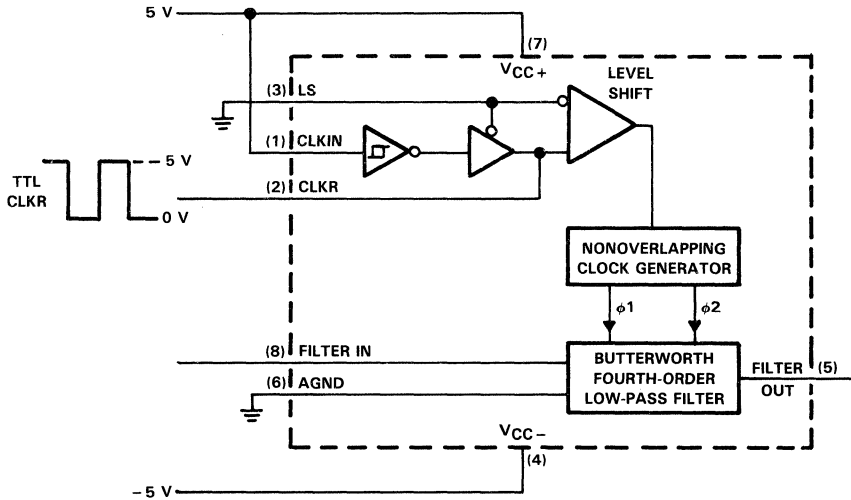 5 V
(7)
VCC+
LEVEL
SHIFT
(3) LS
(1) CLKIN
5 V
TTL
CLKR
(2) CLKR
0 V
NONOVERLAPPING
CLOCK GENERATOR
ϕ1
ϕ2
(8) FILTER IN
BUTTERWORTH
FOURTH-ORDER
LOW-PASS FILTER
FILTER (5)
OUT
(6) AGND
VCC−
(4)
−5 V